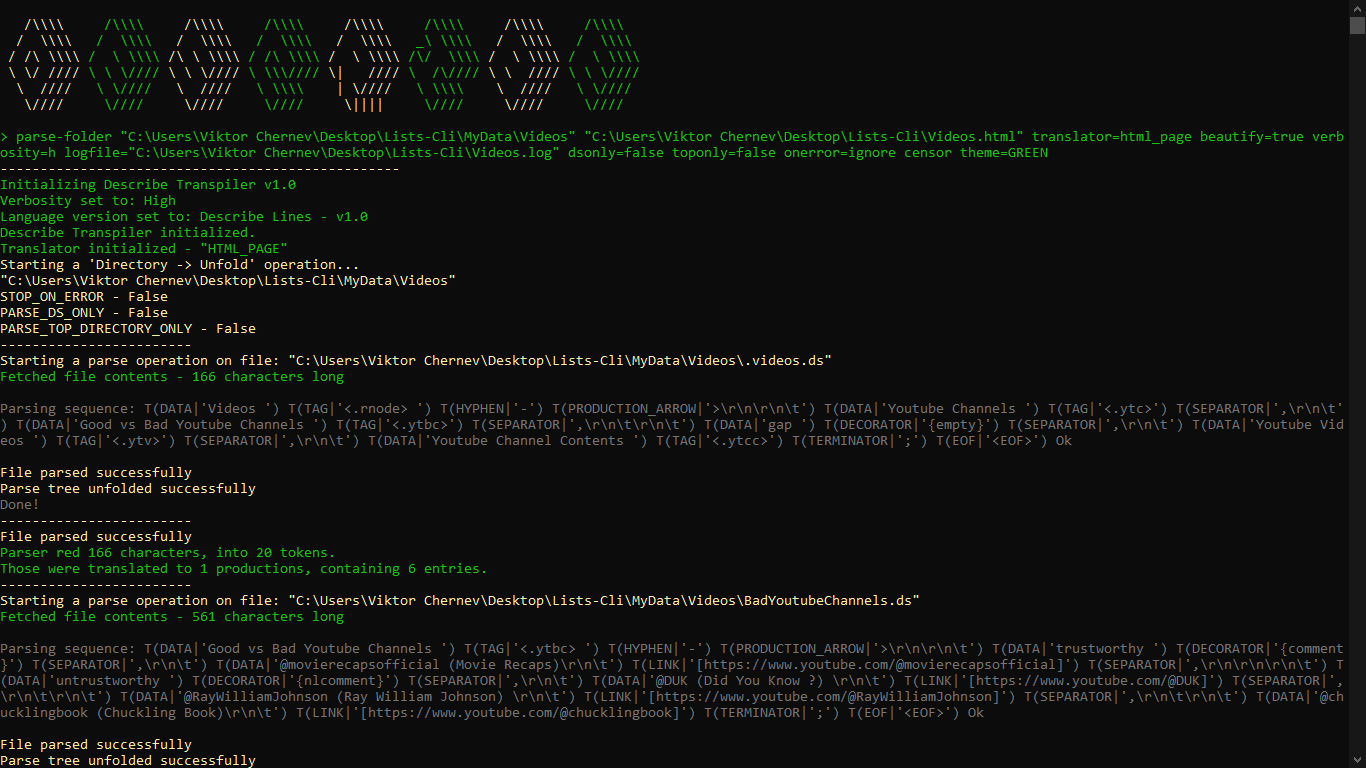 > parse-folder "C:\Users\Viktor Chernev\Desktop\Lists-Cli\MyData\Videos" "C:\Users\Viktor Chernev\Desktop\Lists-Cli\Videos.html" translator=html_page beautify=true verb
osity=h logfile="C:\Users\Viktor Chernev\Desktop\Lists-Cli\Videos.log" dsonly=false toponly=false onerror=ignore censor theme=GREEN
--------------------------------------------------
Initializing Describe Transpiler v1.0
Verbosity set to: High
Language version set to: Describe Lines - v1.0
Describe Transpiler initialized.
Translator initialized - "HTML_PAGE"
Starting a 'Directory -> Unfold' operation...
"C:\Users\Viktor Chernev\Desktop\Lists-Cli\MyData\Videos"
STOP_ON_ERROR - False
PARSE_DS_ONLY - False
PARSE_TOP_DIRECTORY_ONLY - False
------------------------
Starting a parse operation on file: "C:\Users\Viktor Chernev\Desktop\Lists-Cli\MyData\Videos\.videos.ds"
Fetched file contents - 166 characters long
Parsing sequence: T(DATA|'Videos ') T(TAG|'<.rnode> ') T(HYPHEN|'-') T(PRODUCTION_ARROW|'>\r\n\r\n\t') T(DATA|'Youtube Channels ') T(TAG|'<.ytc>') T(SEPARATOR|',\r\n\t'
) T(DATA|'Good vs Bad Youtube Channels ') T(TAG|'<.ytbc>') T(SEPARATOR|',\r\n\t\r\n\t') T(DATA|'gap ') T(DECORATOR|'{empty}') T(SEPARATOR|',\r\n\t') T(DATA|'Youtube Vid
eos ') T(TAG|'<.ytv>') T(SEPARATOR|',\r\n\t') T(DATA|'Youtube Channel Contents ') T(TAG|'<.ytcc>') T(TERMINATOR|';') T(EOF|'<EOF>') Ok
File parsed successfully
Parse tree unfolded successfully
Done!
------------------------
File parsed successfully
Parser red 166 characters, into 20 tokens.
Those were translated to 1 productions, containing 6 entries.
------------------------
Starting a parse operation on file: "C:\Users\Viktor Chernev\Desktop\Lists-Cli\MyData\Videos\BadYoutubeChannels.ds"
Fetched file contents - 561 characters long
Parsing sequence: T(DATA|'Good vs Bad Youtube Channels ') T(TAG|'<.ytbc> ') T(HYPHEN|'-') T(PRODUCTION_ARROW|'>\r\n\r\n\t') T(DATA|'trustworthy ') T(DECORATOR|'{comment
}') T(SEPARATOR|',\r\n\t') T(DATA|'@movierecapsofficial (Movie Recaps)\r\n\t') T(LINK|'[https://www.youtube.com/@movierecapsofficial]') T(SEPARATOR|',\r\n\r\n\r\n\t') T
(DATA|'untrustworthy ') T(DECORATOR|'{nlcomment}') T(SEPARATOR|',\r\n\t') T(DATA|'@DUK (Did You Know ?) \r\n\t') T(LINK|'[https://www.youtube.com/@DUK]') T(SEPARATOR|',
\r\n\t\r\n\t') T(DATA|'@RayWilliamJohnson (Ray William Johnson) \r\n\t') T(LINK|'[https://www.youtube.com/@RayWilliamJohnson]') T(SEPARATOR|',\r\n\t\r\n\t') T(DATA|'@ch
ucklingbook (Chuckling Book)\r\n\t') T(LINK|'[https://www.youtube.com/@chucklingbook]') T(TERMINATOR|';') T(EOF|'<EOF>') Ok
File parsed successfully
Parse tree unfolded successfully